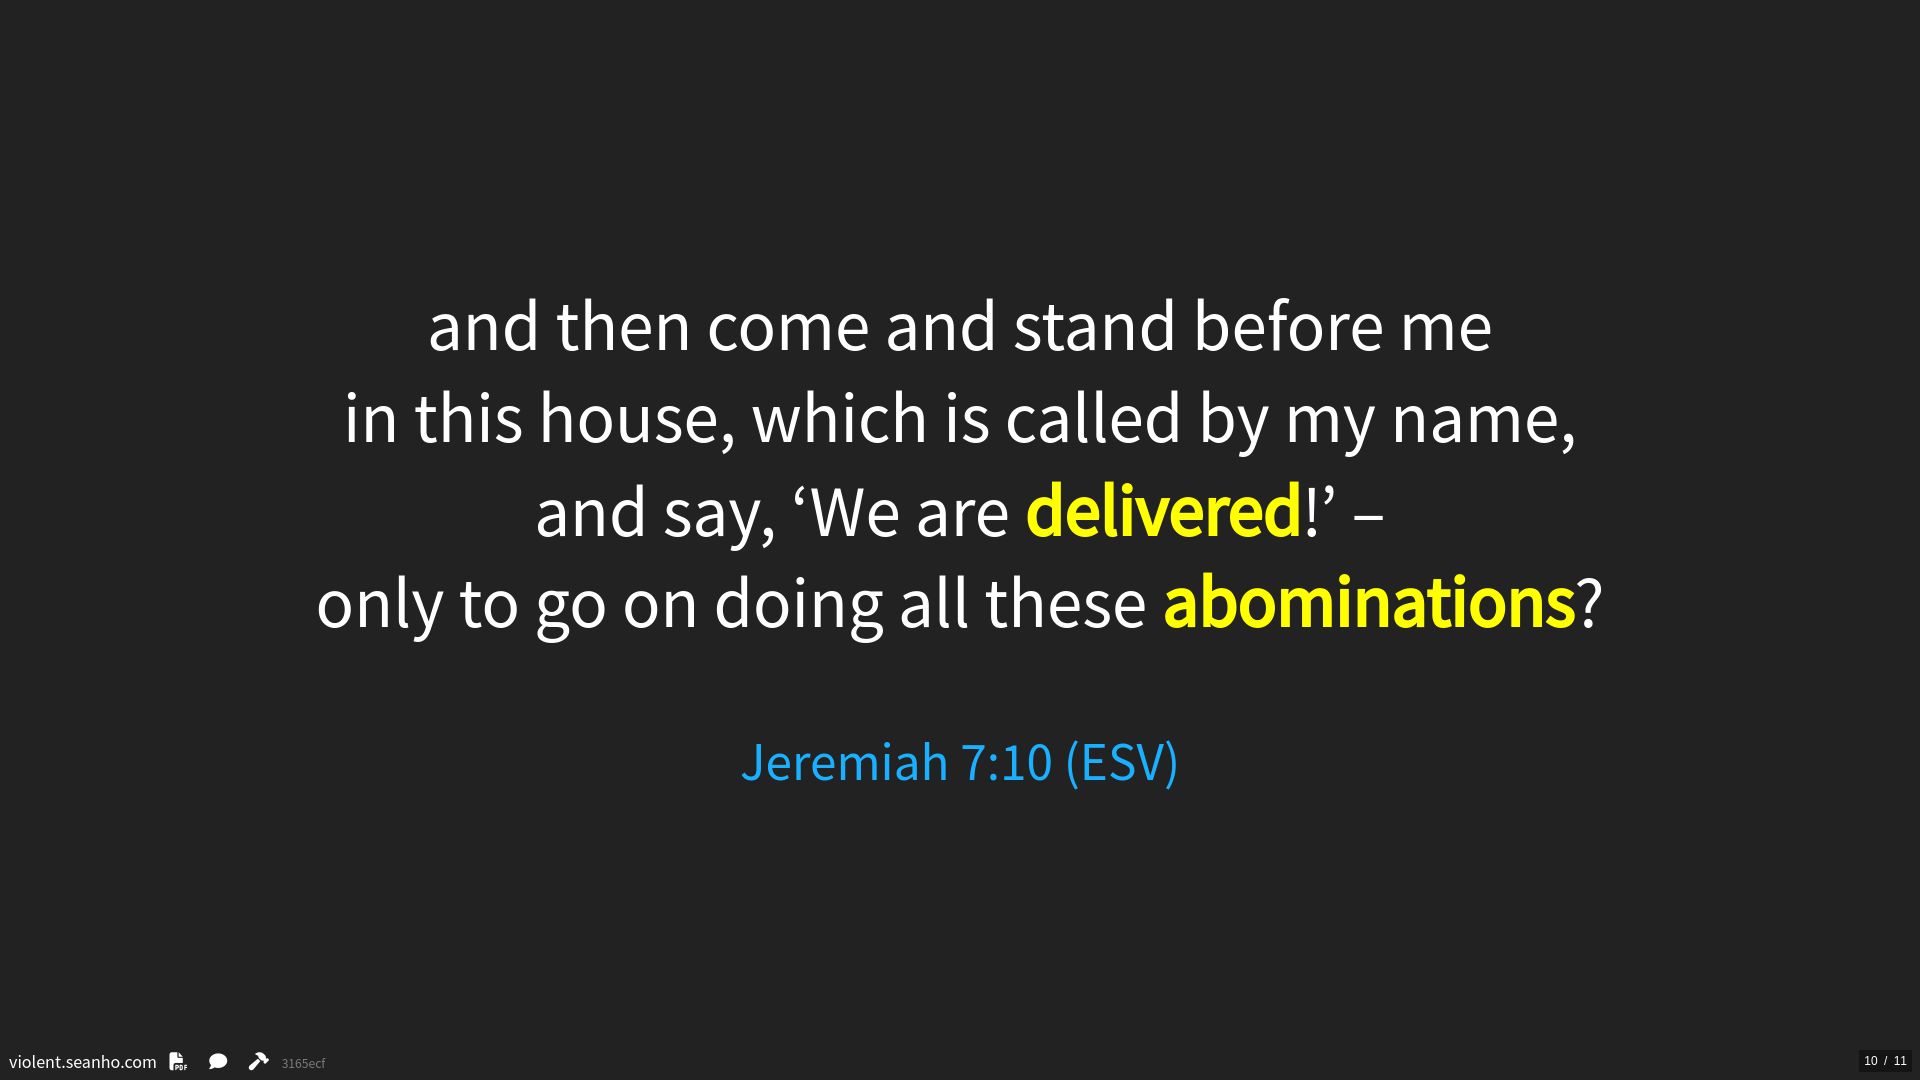 and then come and stand before me
in this house, which is called by my name,
and say, ‘We are delivered!’ –
only to go on doing all these abominations?
Jeremiah 7:10 (ESV)
violent.seanho.com PDF 3165ecf
10 / 11